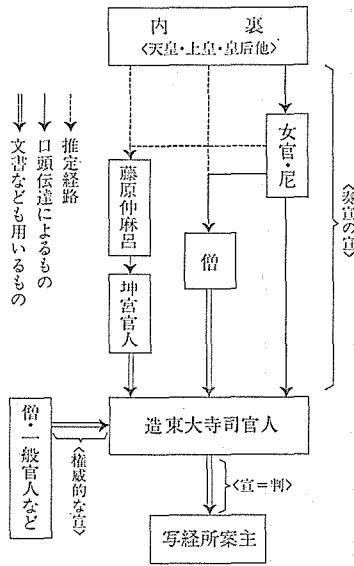 内裏
〈天皇・上皇・皇后他〉
女官・尼
〈奏宣の宣〉
僧
藤原仲麻呂
坤宮官人
推定経路
口頭伝達によるもの
文書なども用いるもの
造東大寺司官人
僧・一般官人など
〈権威的な宣〉
〈宣=判〉
写経所案主